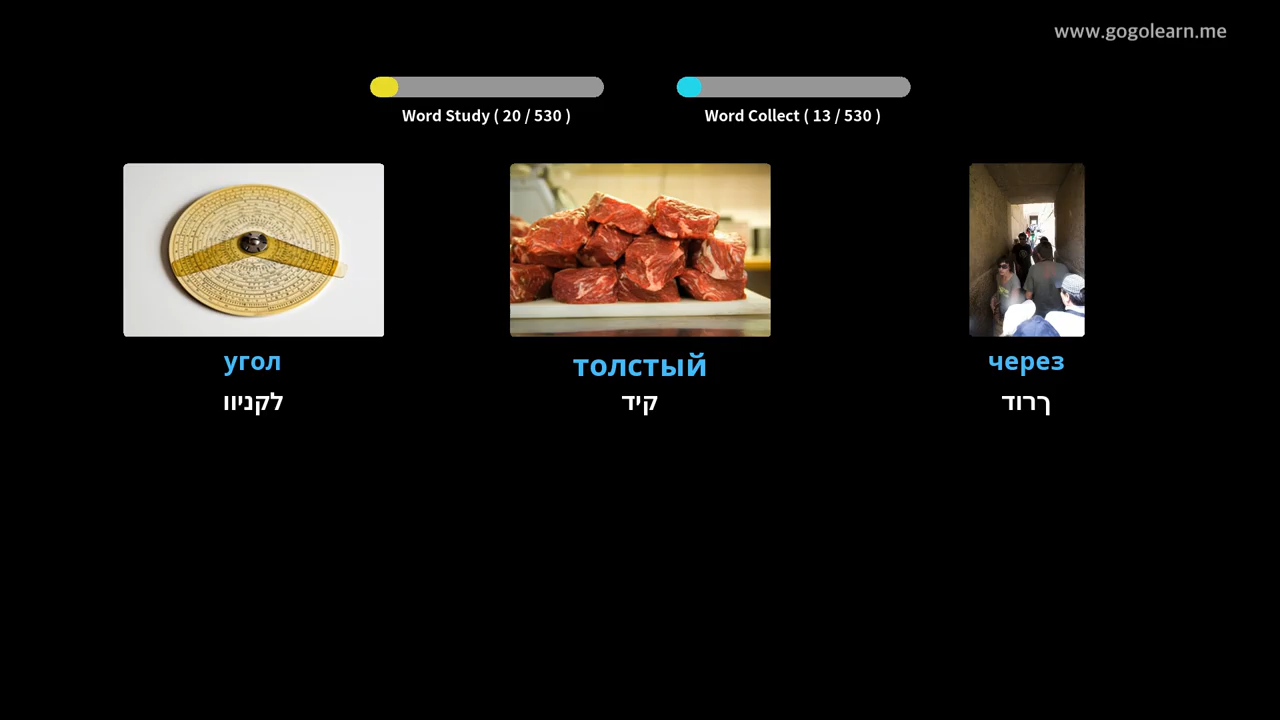 www.gogolearn.me
Word Study ( 20 / 530 )
Word Collect ( 13 / 530 )
угол
לקניוו
толстый
קיד
через
ךרוד